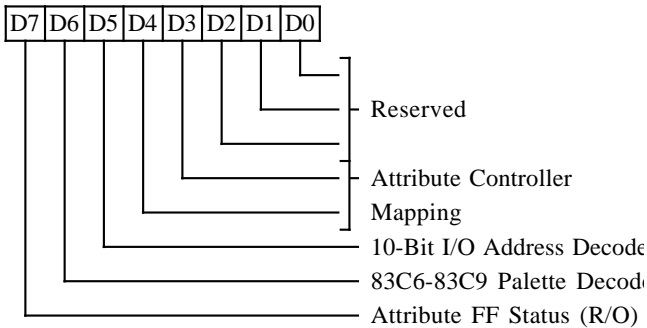 D7 D6 D5 D4 D3 D2 D1 D0
Reserved
Attribute Controller
Mapping
10-Bit I/O Address Decode
83C6-83C9 Palette Decode
Attribute FF Status (R/O)